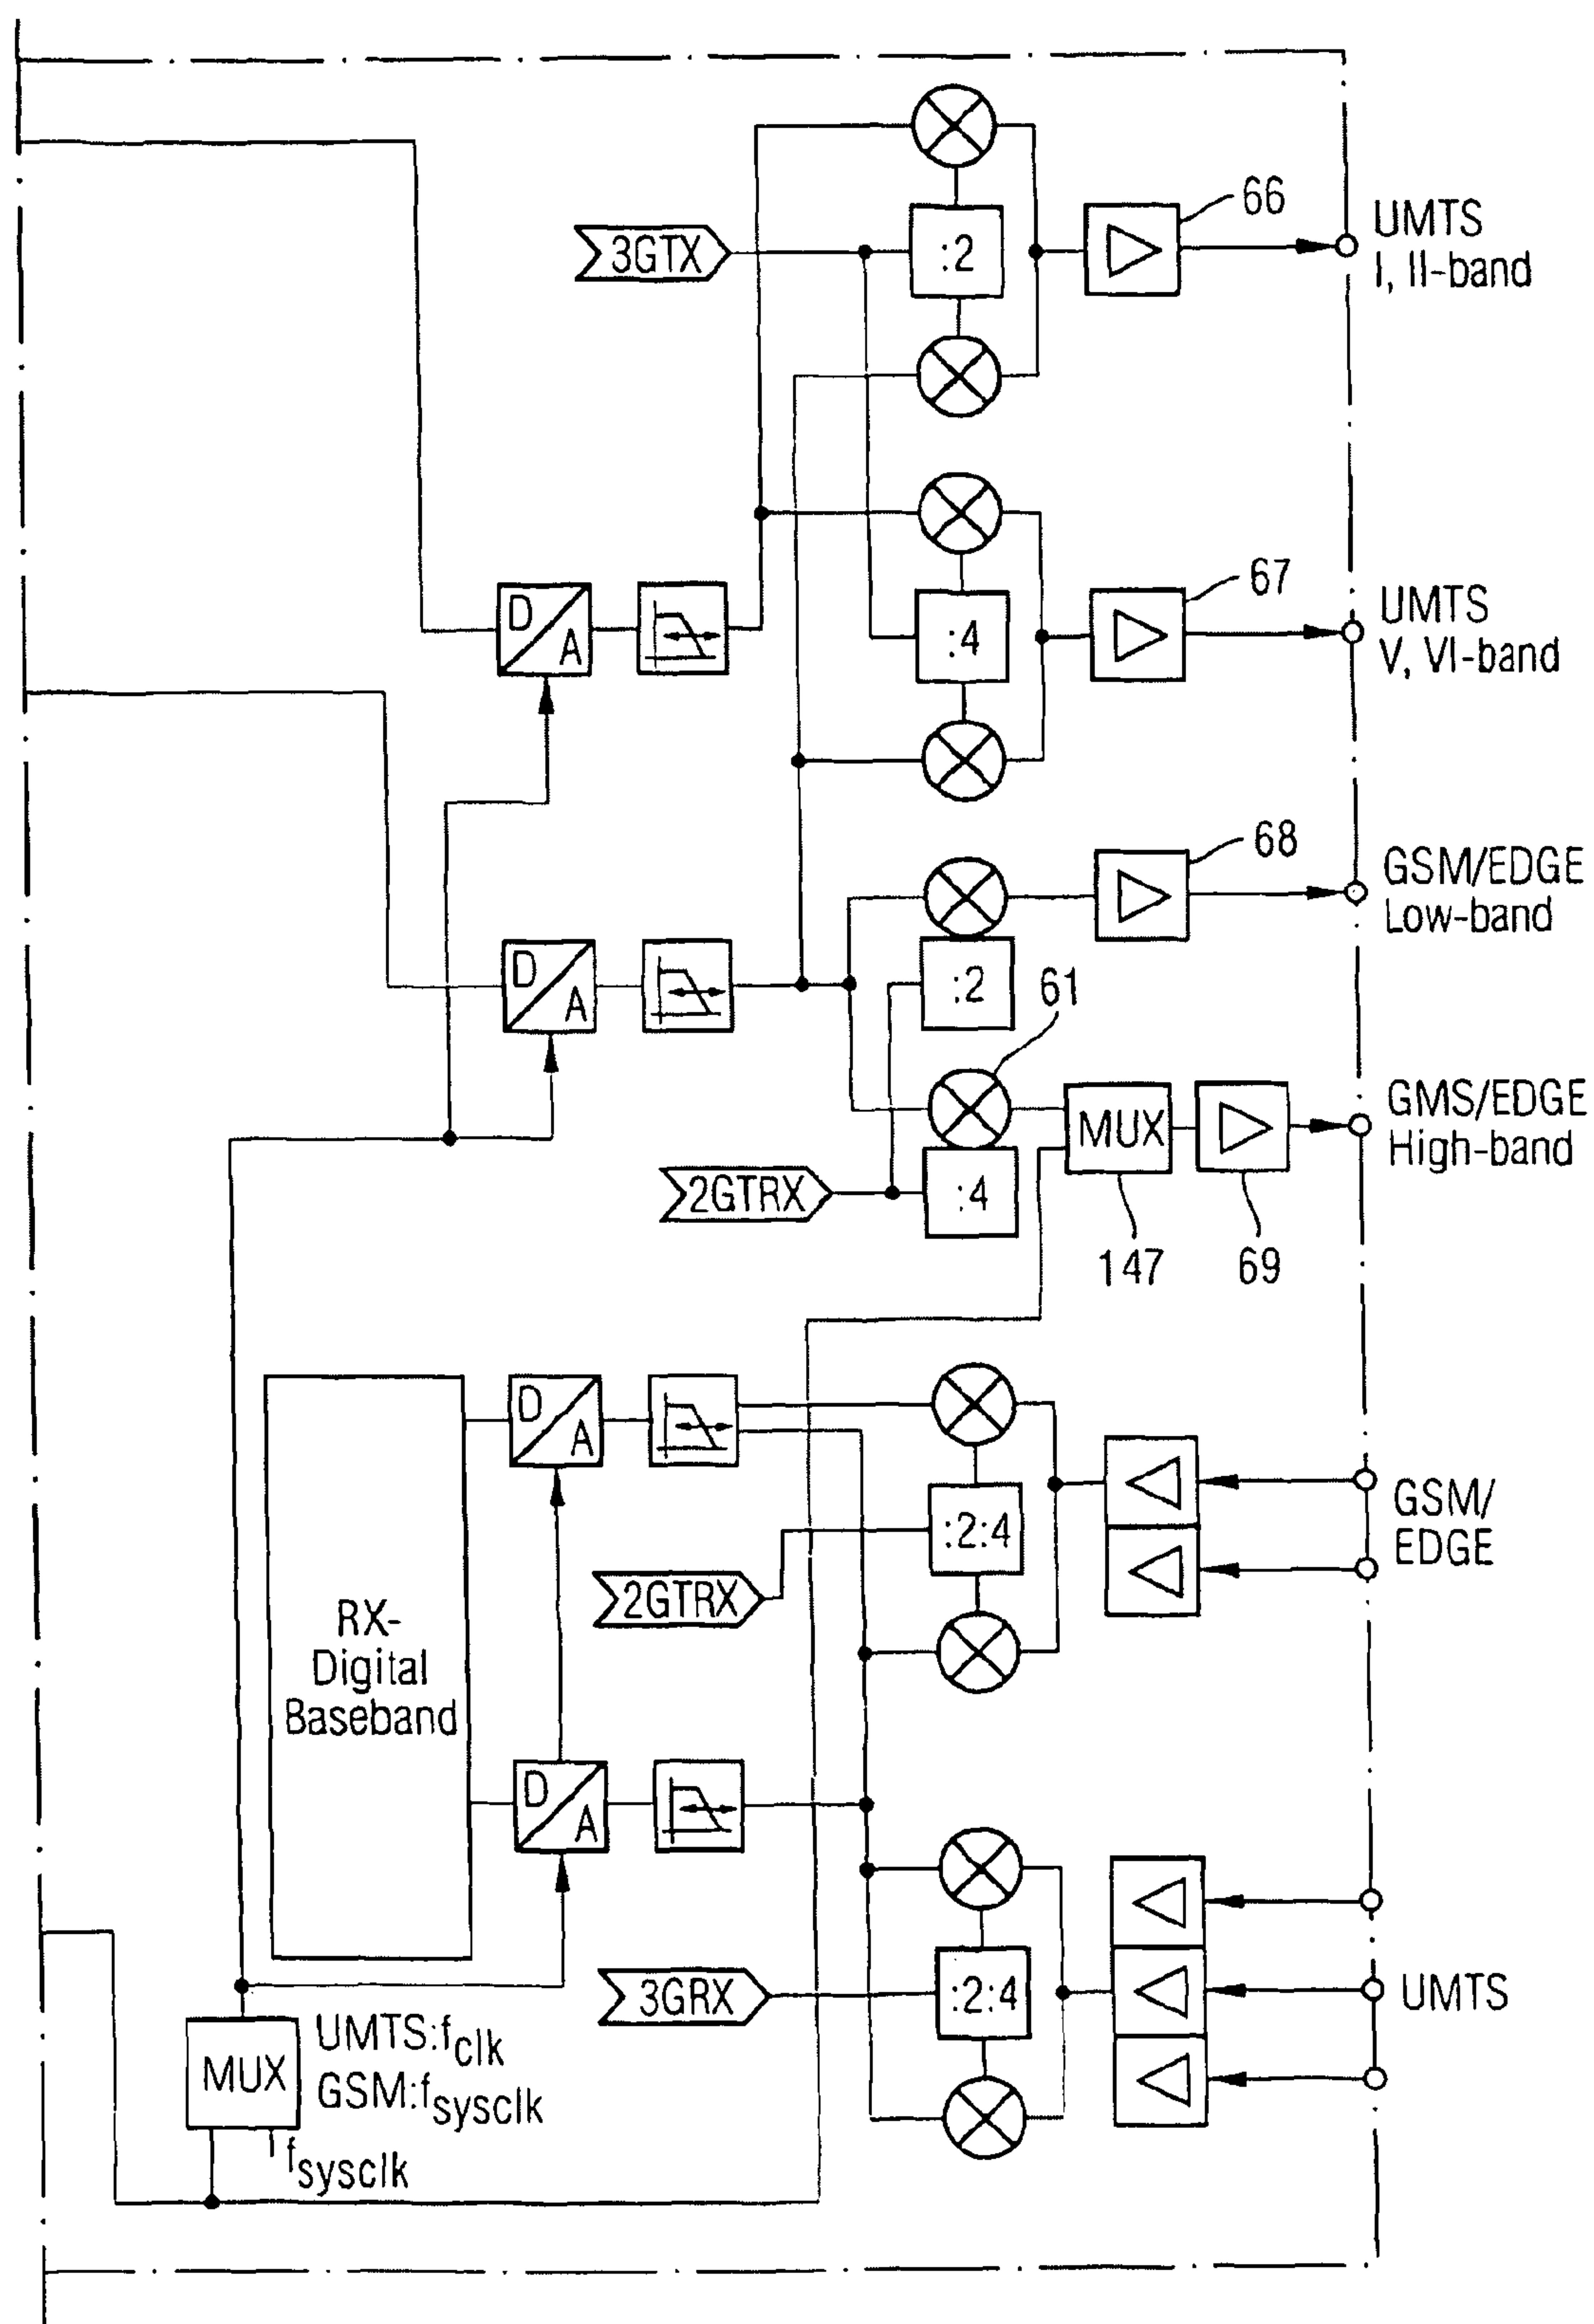 66
UMTS
I, II-band
3GTX
:2
67
UMTS
V, VI-band
D
A
:4
68
GSM/EDGE
Low-band
D
A
:2
61
GMS/EDGE
High-band
MUX
2GTRX
:4
147
69
D
A
GSM/
EDGE
:2:4
2GTRX
RX-
Digital
Baseband
D
A
3GRX
:2:4
UMTS
MUX
UMTS:fclk
GSM:fsysclk
fsysclk